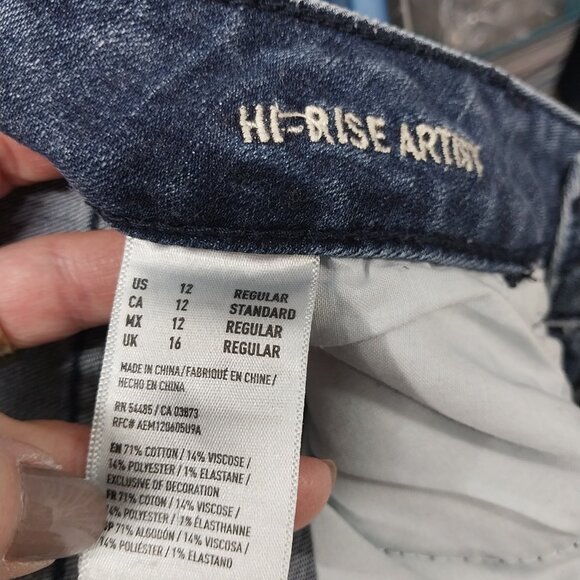 HI-RISE ARTIST
US 12 REGULAR
CA 12 STANDARD
MX 12 REGULAR
UK 16 REGULAR
MADE IN CHINA / FABRIQUÉ EN CHINE /
HECHO EN CHINA
RN 54485 / CA 03873
RFC# AEM120605U9A
EN 71% COTTON / 14% VISCOSE /
14% POLYESTER / 1% ELASTANE /
EXCLUSIVE OF DECORATION
FR 71% COTON / 14% VISCOSE /
14% POLYESTER / 1% ÉLASTHANNE
71% ALGODÓN / 14% VISCOSA /
14% POLIÉSTER / 1% ELASTANO